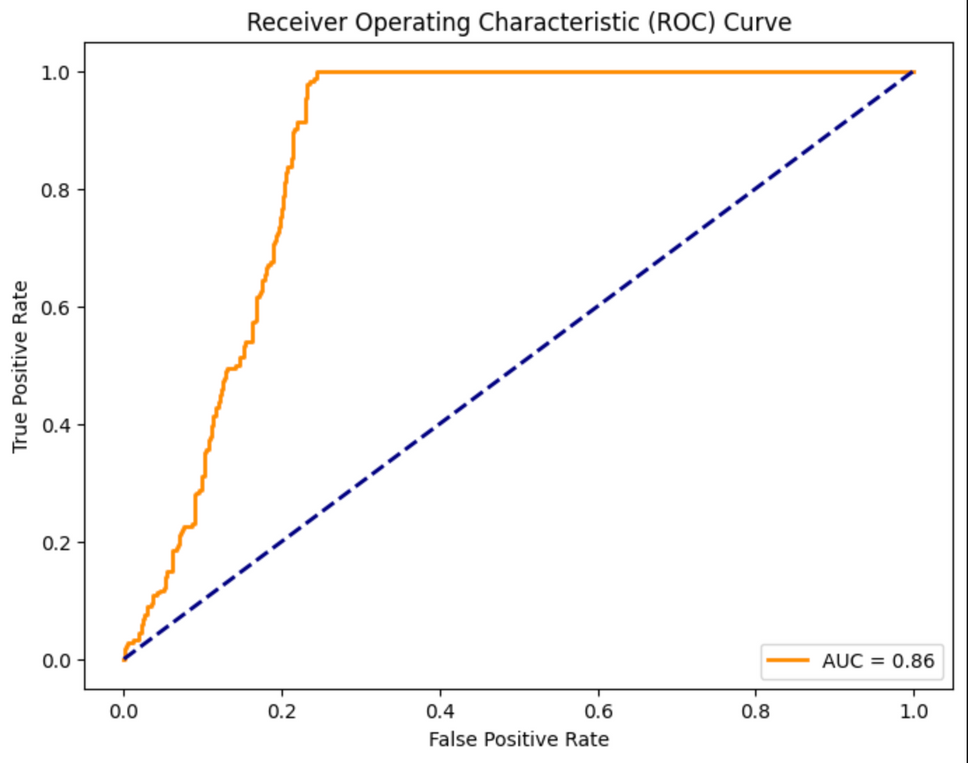 Receiver Operating Characteristic (ROC) Curve
1.0
0.8
0.6
0.4
0.2
0.0
True Positive Rate
AUC = 0.86
0.0 0.2 0.4 0.6 0.8 1.0
False Positive Rate